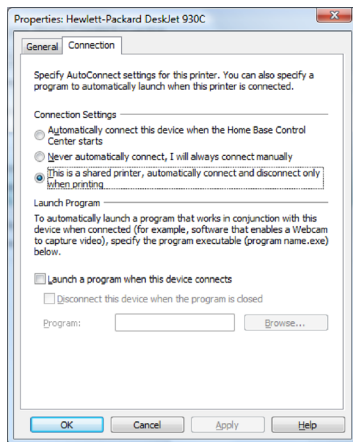 Properties: Hewlett-Packard DeskJet 930C
General Connection
Specify AutoConnect settings for this printer. You can also specify a
program to automatically launch when this printer is connected.
Connection Settings
Automatically connect this device when the Home Base Control
Center starts
Never automatically connect, I will always connect manually
This is a shared printer, automatically connect and disconnect only
when printing
Launch Program
To automatically launch a program that works in conjunction with this
device when connected (for example, software that enables a Webcam
to capture video), specify the program executable (program name.exe)
below.
Launch a program when this device connects
Disconnect this device when the program is closed
Program: Browse...
OK Cancel Apply Help